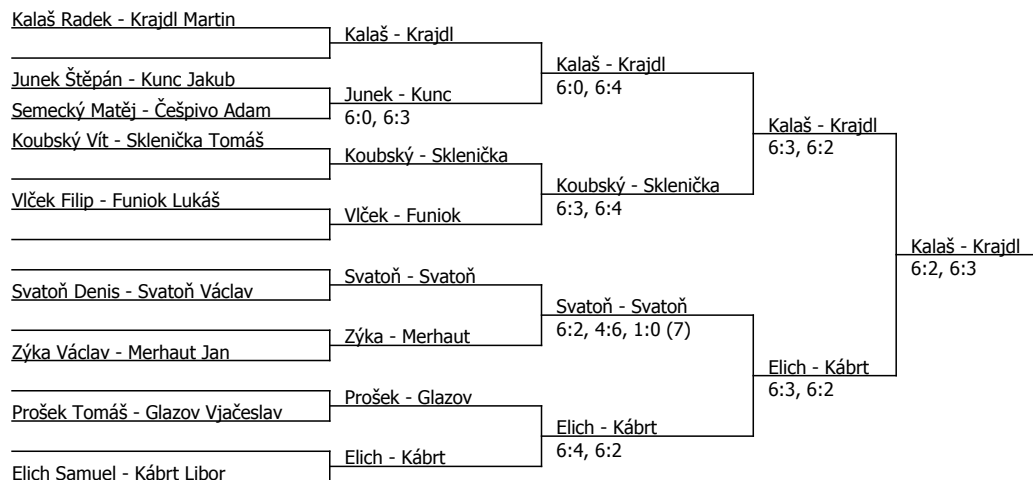 Kalaš Radek - Krajdl Martin
Junek Štěpán - Kunc Jakub
Semecký Matěj - Češpivo Adam
Koubský Vít - Sklenička Tomáš
Vlček Filip - Funiok Lukáš
Svatoň Denis - Svatoň Václav
Zýka Václav - Merhaut Jan
Prošek Tomáš - Glazov Vjačeslav
Elich Samuel - Kábrt Libor
Kalaš - Krajdl
Junek - Kunc
6:0, 6:3
Koubský - Sklenička
Vlček - Funiok
Svatoň - Svatoň
Zýka - Merhaut
Prošek - Glazov
Elich - Kábrt
Kalaš - Krajdl
6:0, 6:4
Koubský - Sklenička
6:3, 6:4
Svatoň - Svatoň
6:2, 4:6, 1:0 (7)
Elich - Kábrt
6:4, 6:2
Kalaš - Krajdl
6:3, 6:2
Elich - Kábrt
6:3, 6:2
Kalaš - Krajdl
6:2, 6:3